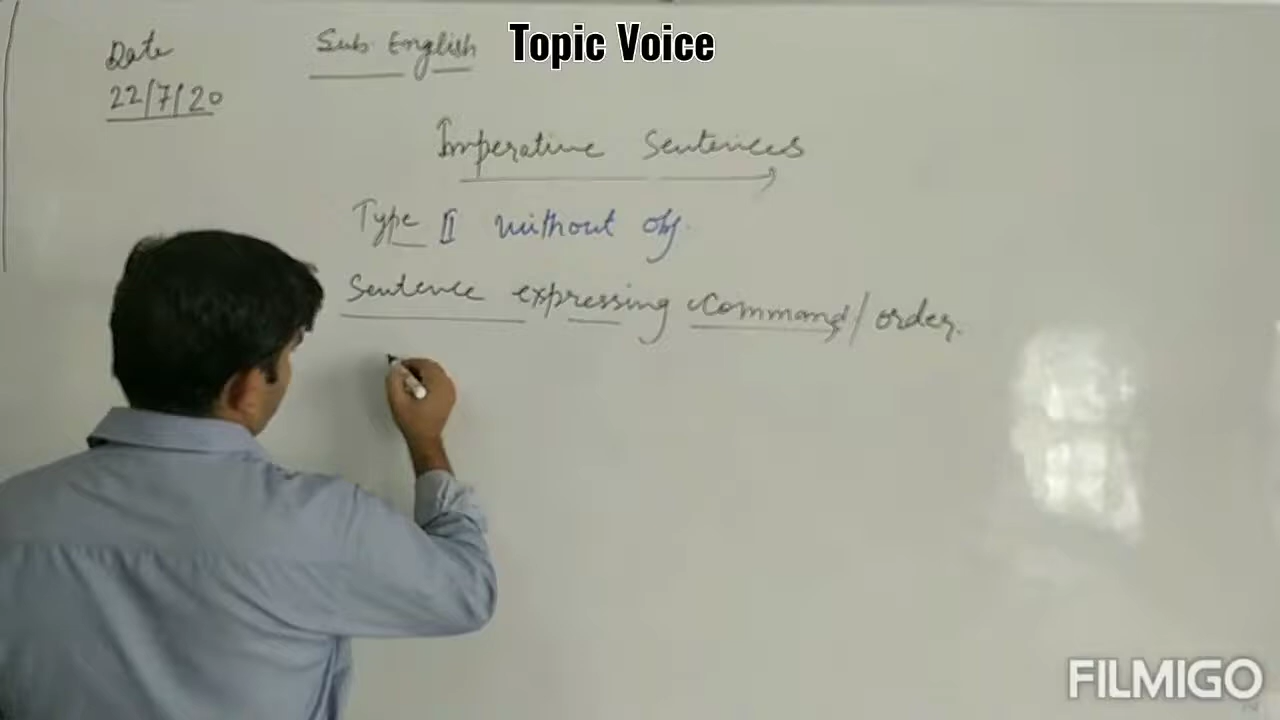 Topic Voice
Date
22/7/20
Sub. English
Imperative Sentences
Type II without obj.
Sentence expressing Command/order.
FILMIGO